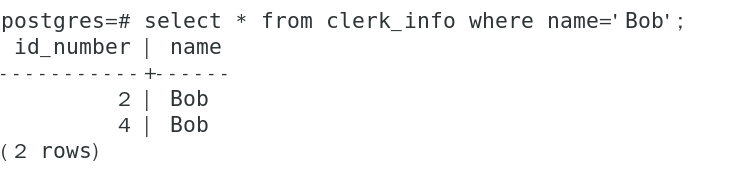 postgres=# select * from clerk_info where name='Bob';
 id_number | name
-----------+------
         2 | Bob
         4 | Bob
(2 rows)